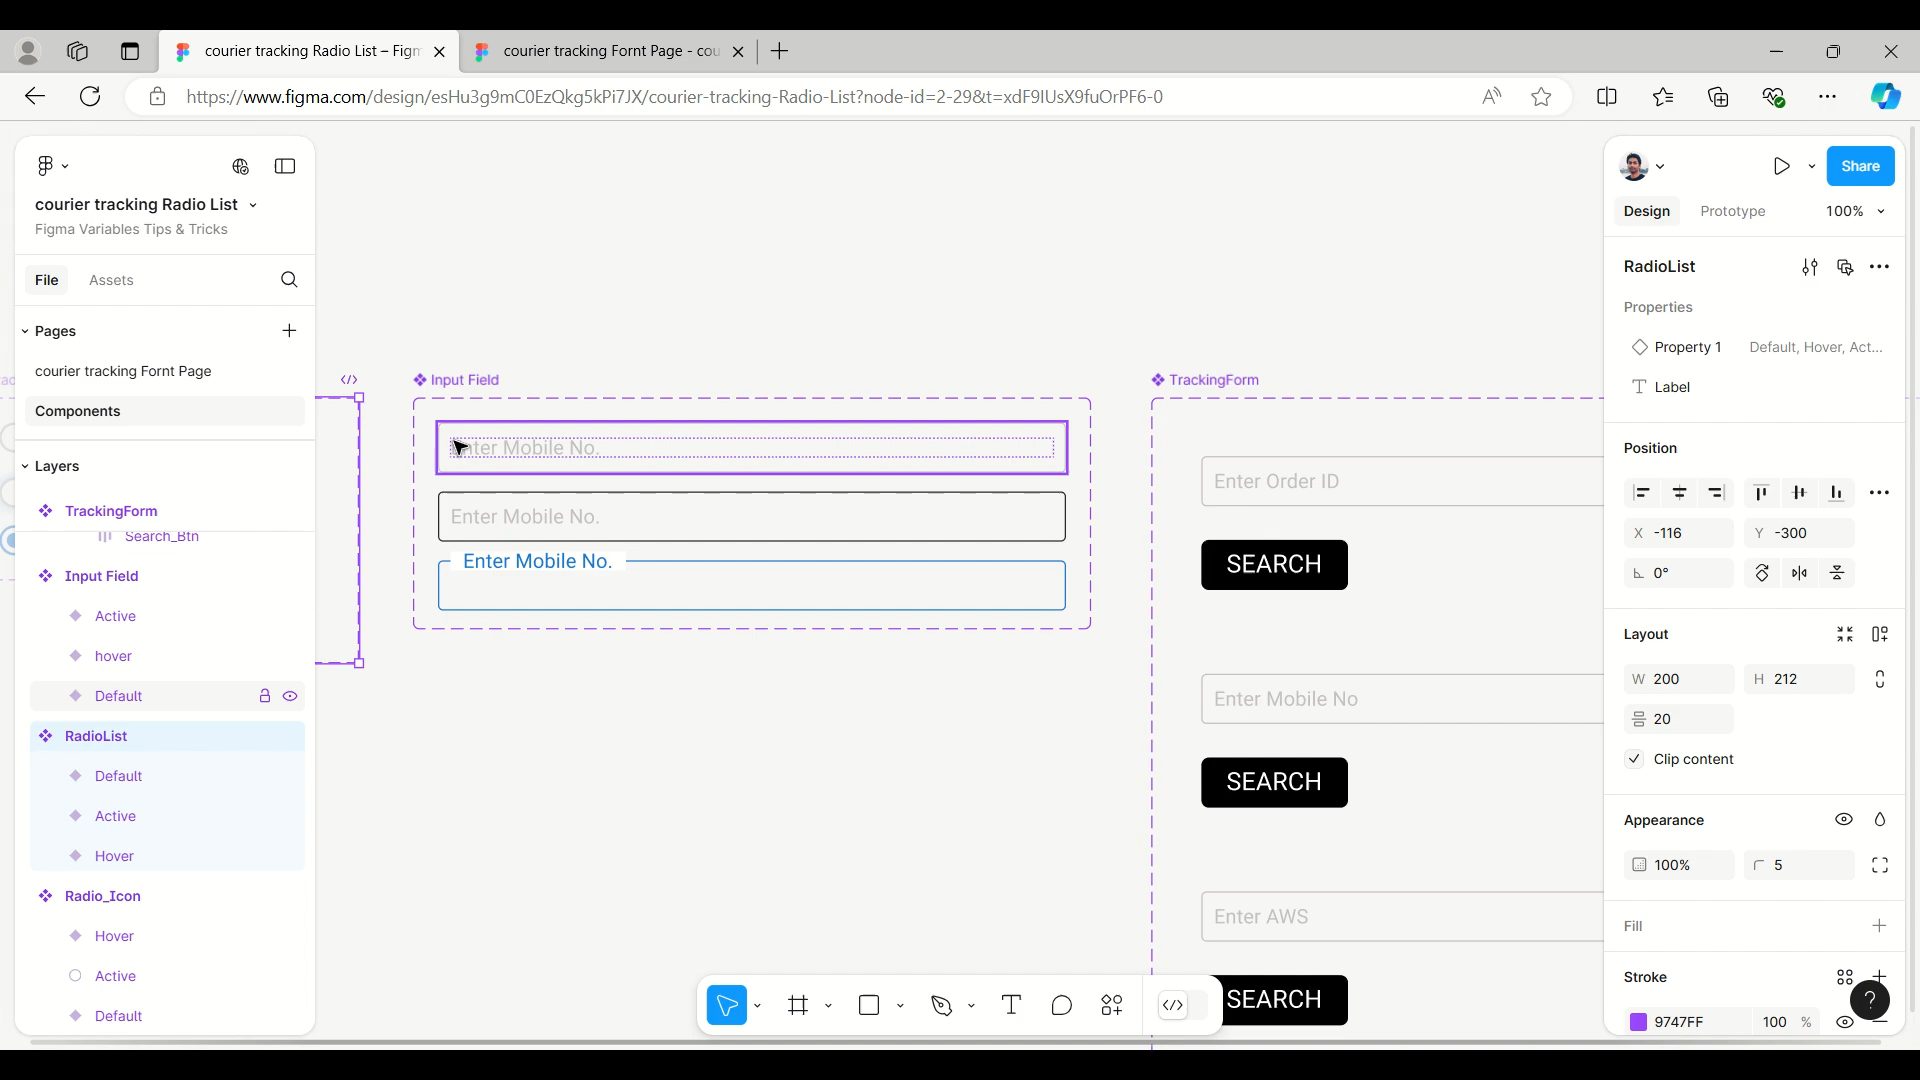 courier tracking Radio List – Figm
courier tracking Fornt Page - cou
https://www.figma.com/design/esHu3g9mC0EzQkg5kPi7JX/courier-tracking-Radio-List?node-id=2-29&t=xdF9IUsX9fuOrPF6-0
courier tracking Radio List
Figma Variables Tips & Tricks
File
Assets
Pages
courier tracking Fornt Page
Components
Layers
TrackingForm
Search_Btn
Input Field
Active
hover
Default
RadioList
Default
Active
Hover
Radio_Icon
Hover
Active
Default
Input Field
Enter Mobile No.
Enter Mobile No.
Enter Mobile No.
TrackingForm
Enter Order ID
SEARCH
Enter Mobile No
SEARCH
Enter AWS
SEARCH
Share
Design
Prototype
100%
RadioList
Properties
Property 1
Default, Hover, Act...
Label
Position
X -116
Y -300
0°
Layout
W 200
H 212
20
Clip content
Appearance
100%
5
Fill
Stroke
9747FF
100 %